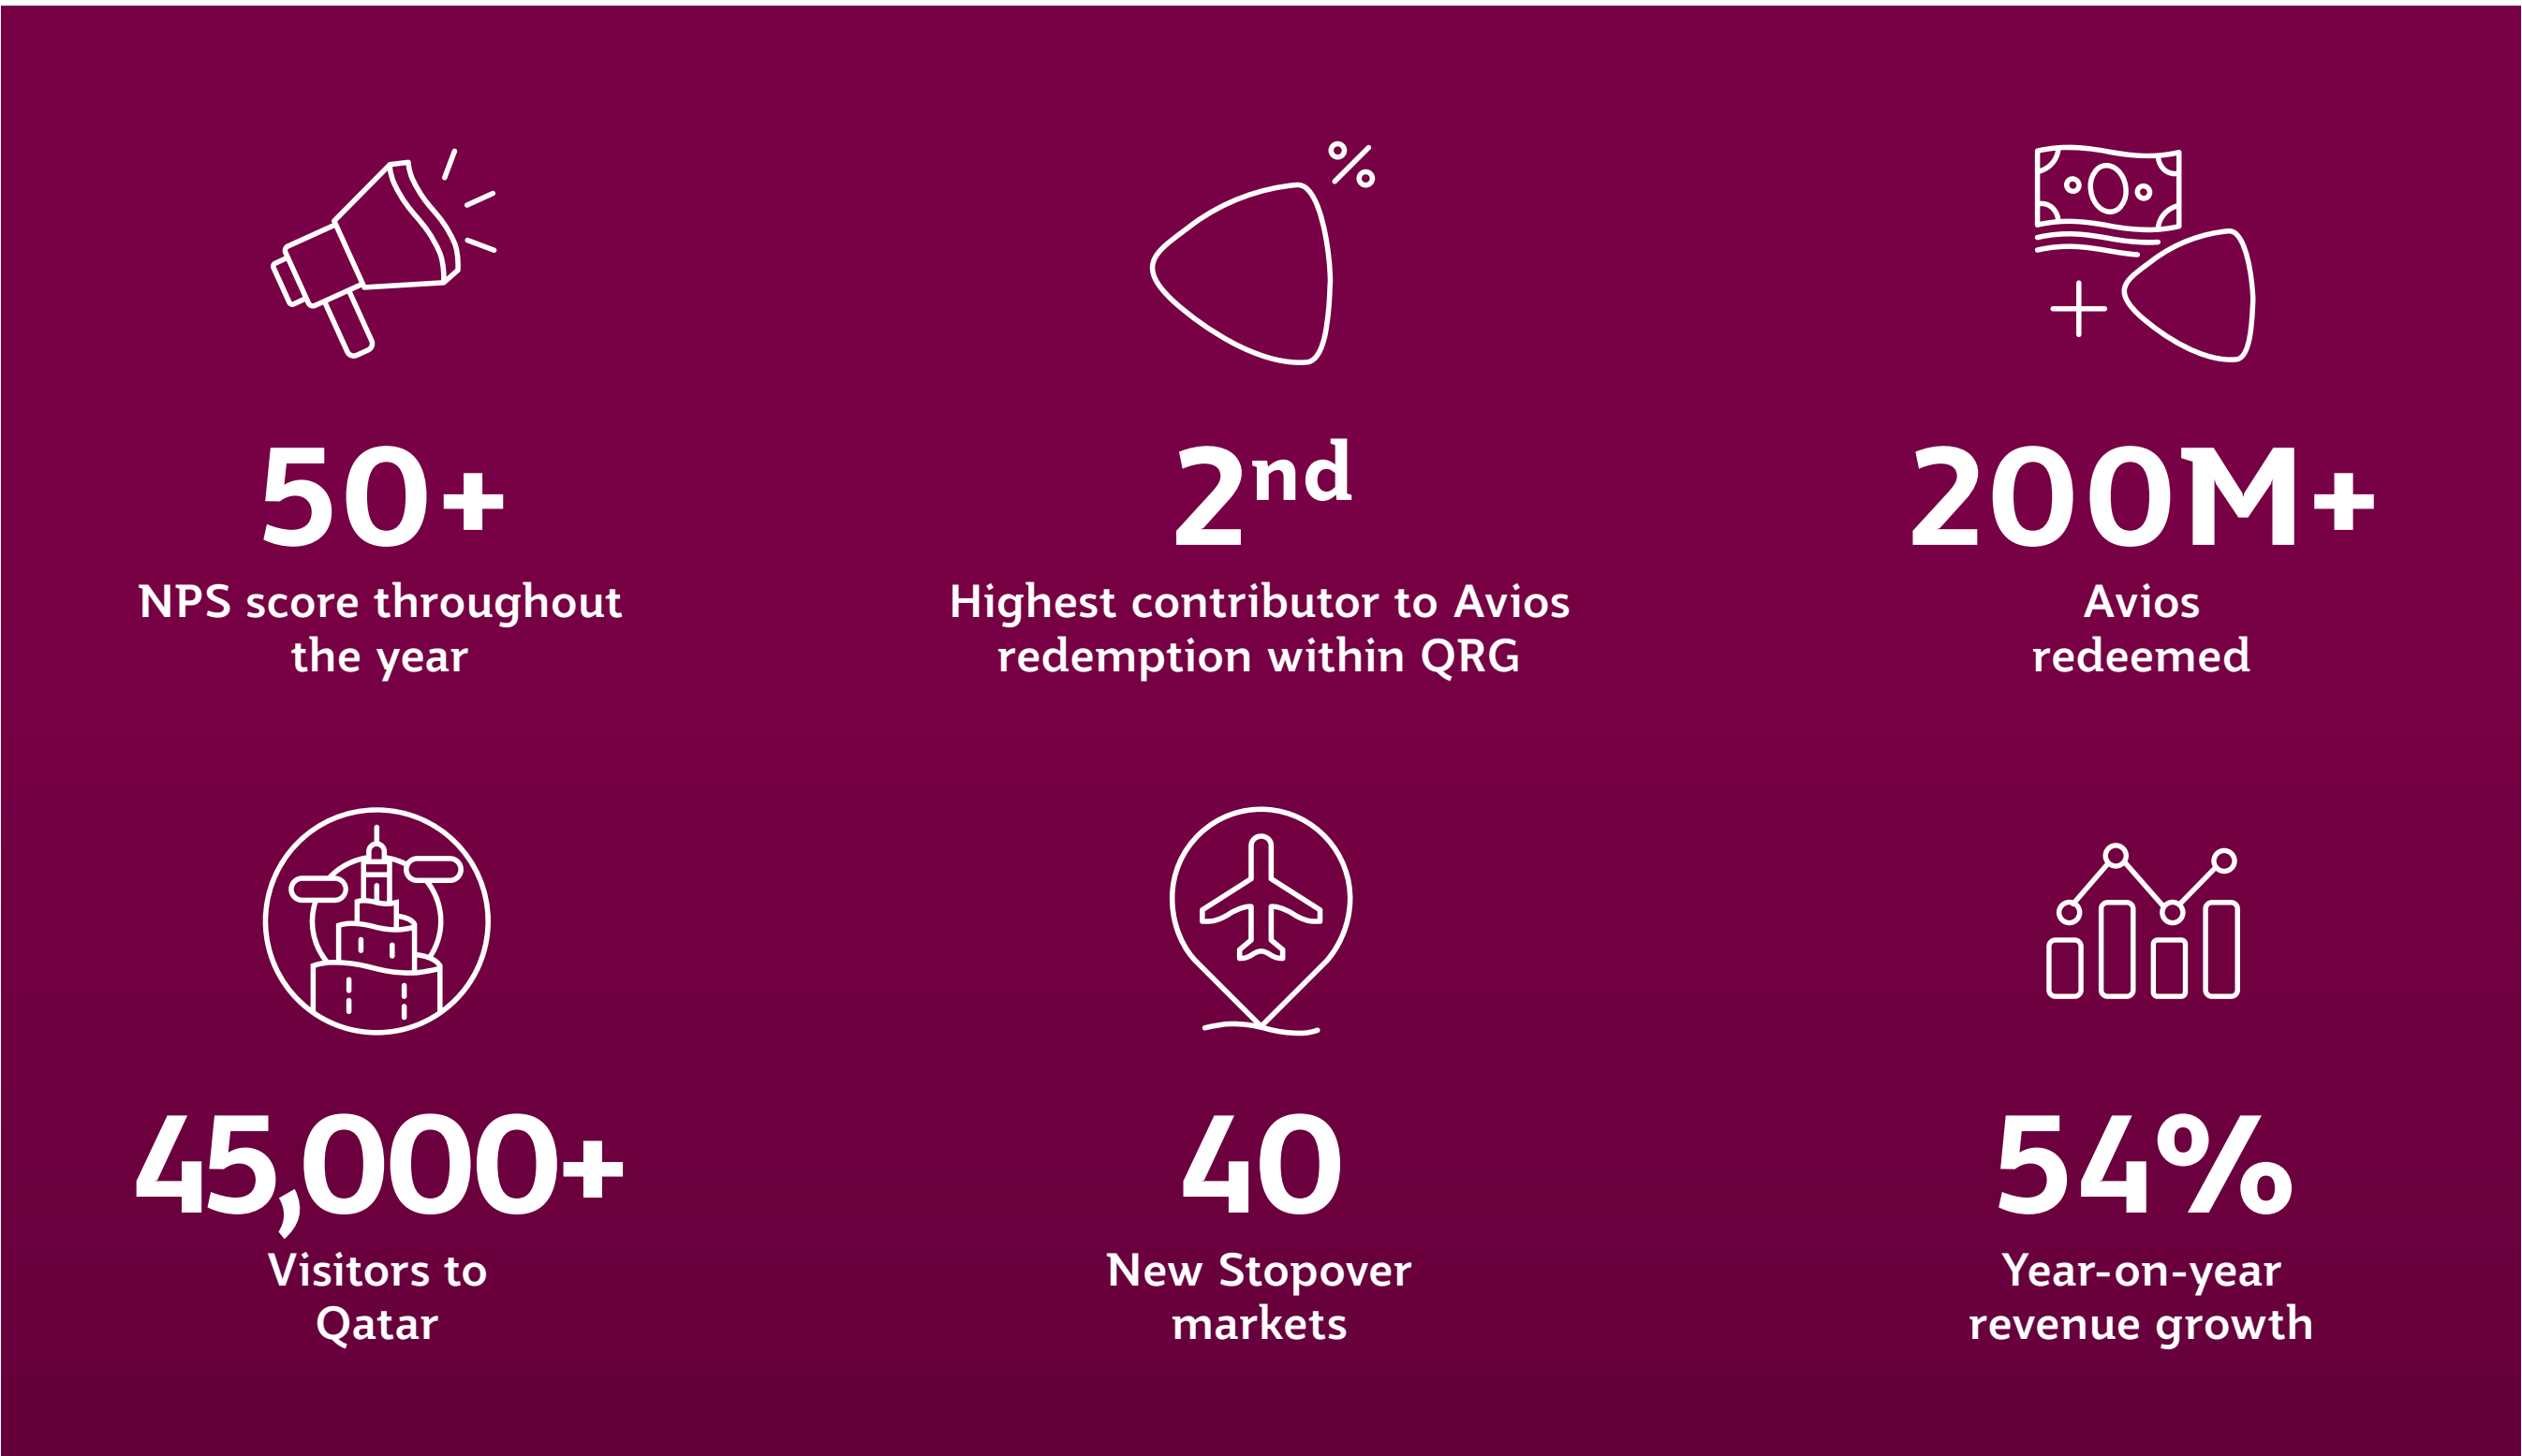 50+
NPS score throughout
the year
2nd
Highest contributor to Avios
redemption within QRG
200M+
Avios
redeemed
45,000+
Visitors to
Qatar
40
New Stopover
markets
54%
Year-on-year
revenue growth